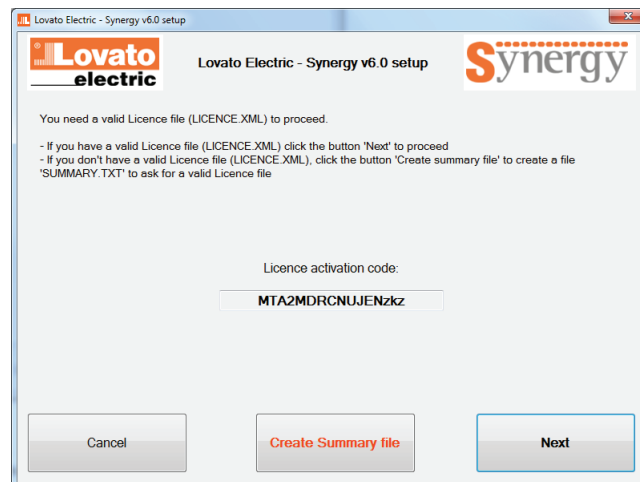 Lovato Electric - Synergy v6.0 setup
Lovato
electric
Lovato Electric - Synergy v6.0 setup
Synergy
You need a valid Licence file (LICENCE.XML) to proceed.
- If you have a valid Licence file (LICENCE.XML) click the button 'Next' to proceed
- If you don't have a valid Licence file (LICENCE.XML), click the button 'Create summary file' to create a file
'SUMMARY.TXT' to ask for a valid Licence file
Licence activation code:
MTA2MDRCNUJENzkz
Cancel
Create Summary file
Next